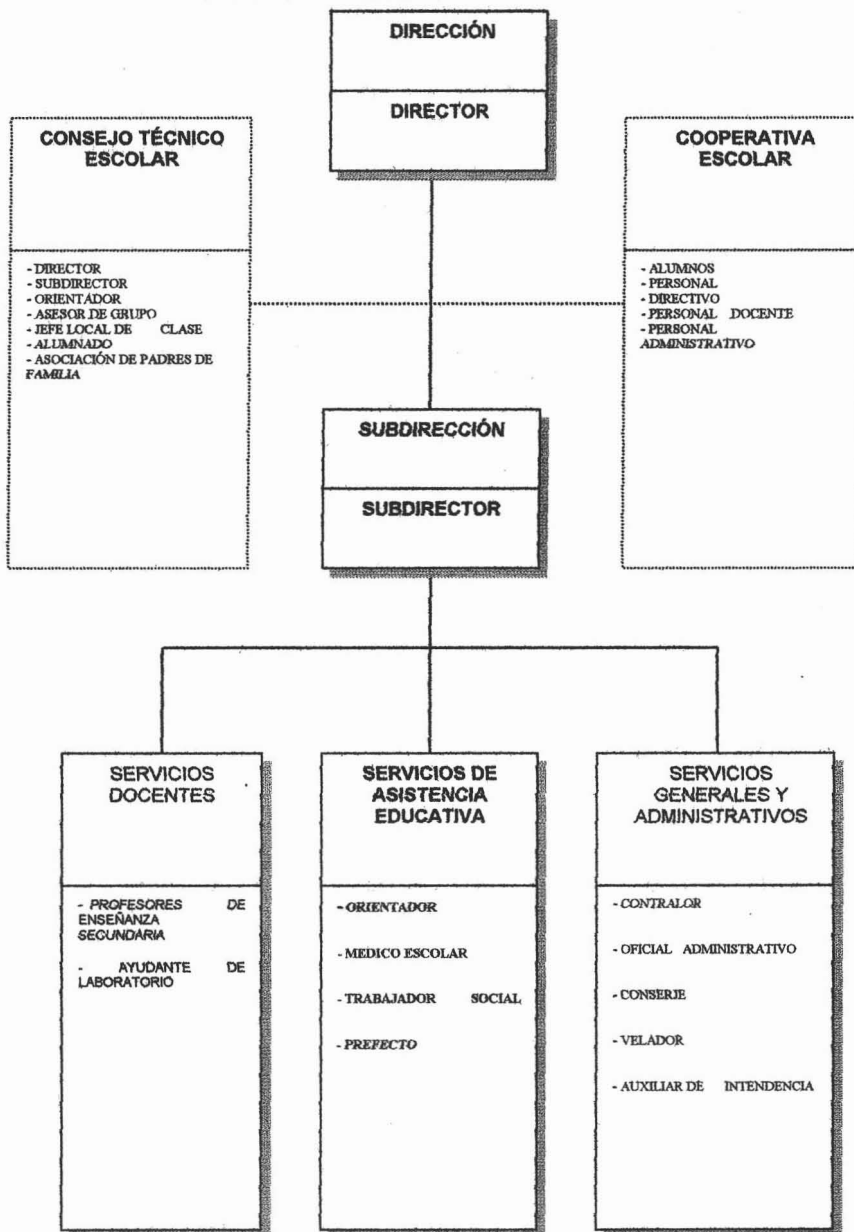 DIRECCIÓN
DIRECTOR
CONSEJO TÉCNICO
ESCOLAR
- DIRECTOR
- SUBDIRECTOR
- ORIENTADOR
- ASESOR DE GRUPO
- JEFE LOCAL DE CLASE
- ALUMNADO
- ASOCIACIÓN DE PADRES DE
FAMILIA
COOPERATIVA
ESCOLAR
- ALUMNOS
- PERSONAL
- DIRECTIVO
- PERSONAL DOCENTE
- PERSONAL
ADMINISTRATIVO
SUBDIRECCIÓN
SUBDIRECTOR
SERVICIOS
DOCENTES
- PROFESORES DE
ENSEÑANZA
SECUNDARIA
- AYUDANTE DE
LABORATORIO
SERVICIOS DE
ASISTENCIA
EDUCATIVA
- ORIENTADOR
- MEDICO ESCOLAR
- TRABAJADOR SOCIAL
- PREFECTO
SERVICIOS
GENERALES Y
ADMINISTRATIVOS
- CONTRALOR
- OFICIAL ADMINISTRATIVO
- CONSERJE
- VELADOR
- AUXILIAR DE INTENDENCIA